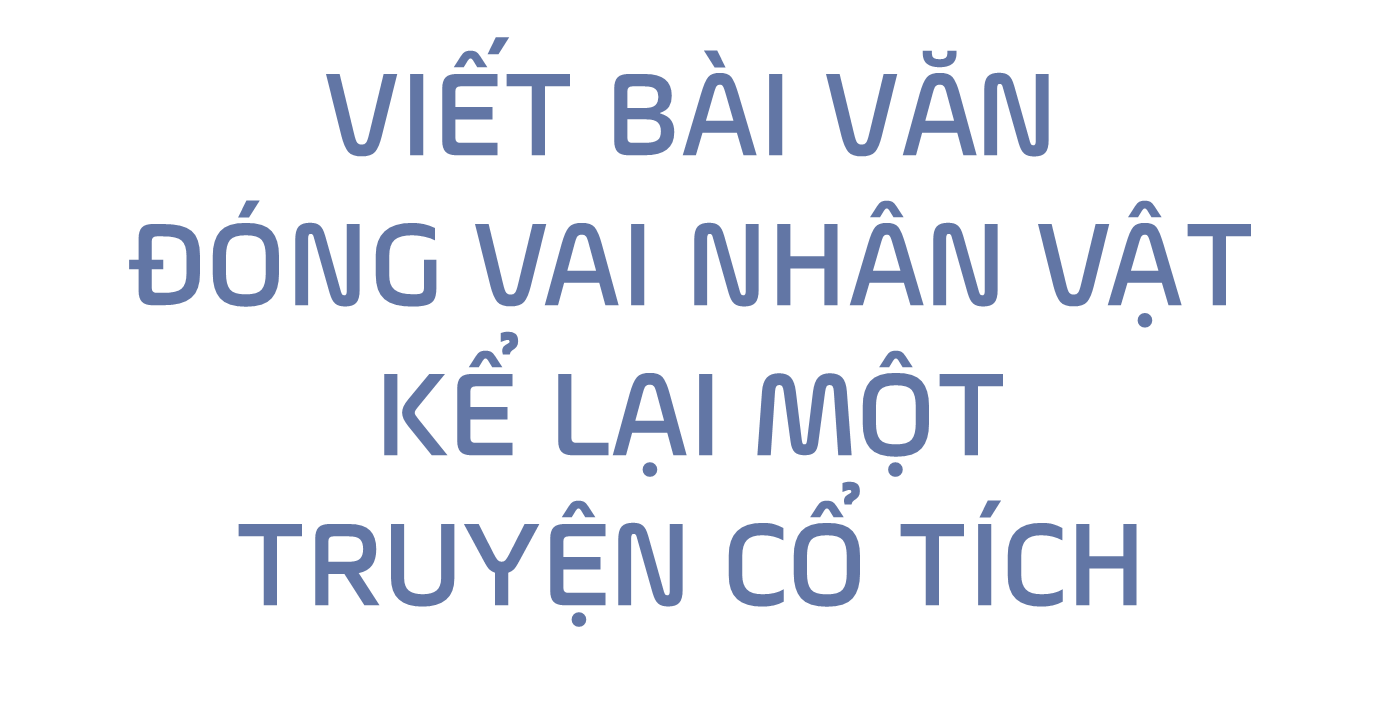 VIẾT BÀI VĂN
ĐÓNG VAI NHÂN VẬT
KỂ LẠI MỘT
TRUYỆN CỔ TÍCH